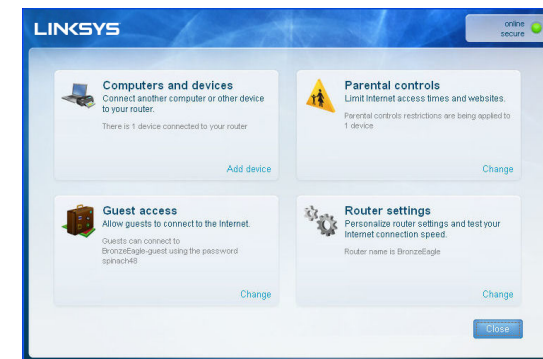 LINKSYS
online
secure
Computers and devices
Connect another computer or other device
to your router.
There is 1 device connected to your router
Add device
Parental controls
Limit Internet access times and websites.
Parental controls restrictions are being applied to
1 device
Change
Guest access
Allow guests to connect to the Internet.
Guests can connect to
BronzeEagle-guest using the password
spinach48
Change
Router settings
Personalize router settings and test your
Internet connection speed.
Router name is BronzeEagle
Change
Close